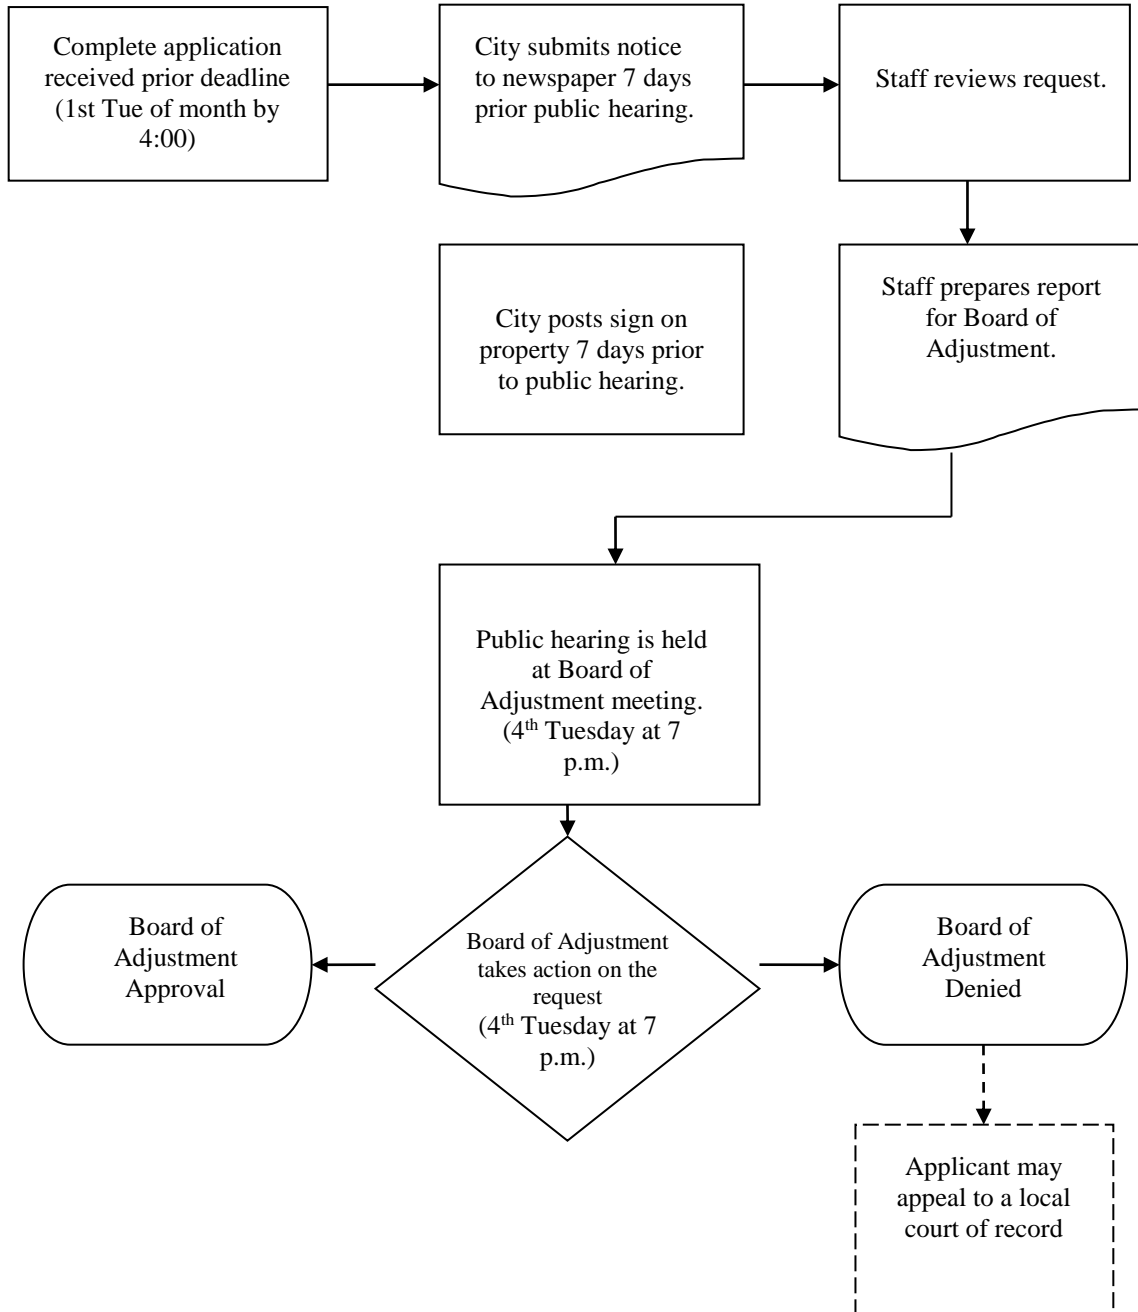 Complete application
received prior deadline
(1st Tue of month by
4:00)
City submits notice
to newspaper 7 days
prior public hearing.
Staff reviews request.
City posts sign on
property 7 days prior
to public hearing.
Staff prepares report
for Board of
Adjustment.
Public hearing is held
at Board of
Adjustment meeting.
(4th Tuesday at 7
p.m.)
Board of
Adjustment
Approval
Board of Adjustment
takes action on the
request
(4th Tuesday at 7
p.m.)
Board of
Adjustment
Denied
Applicant may
appeal to a local
court of record